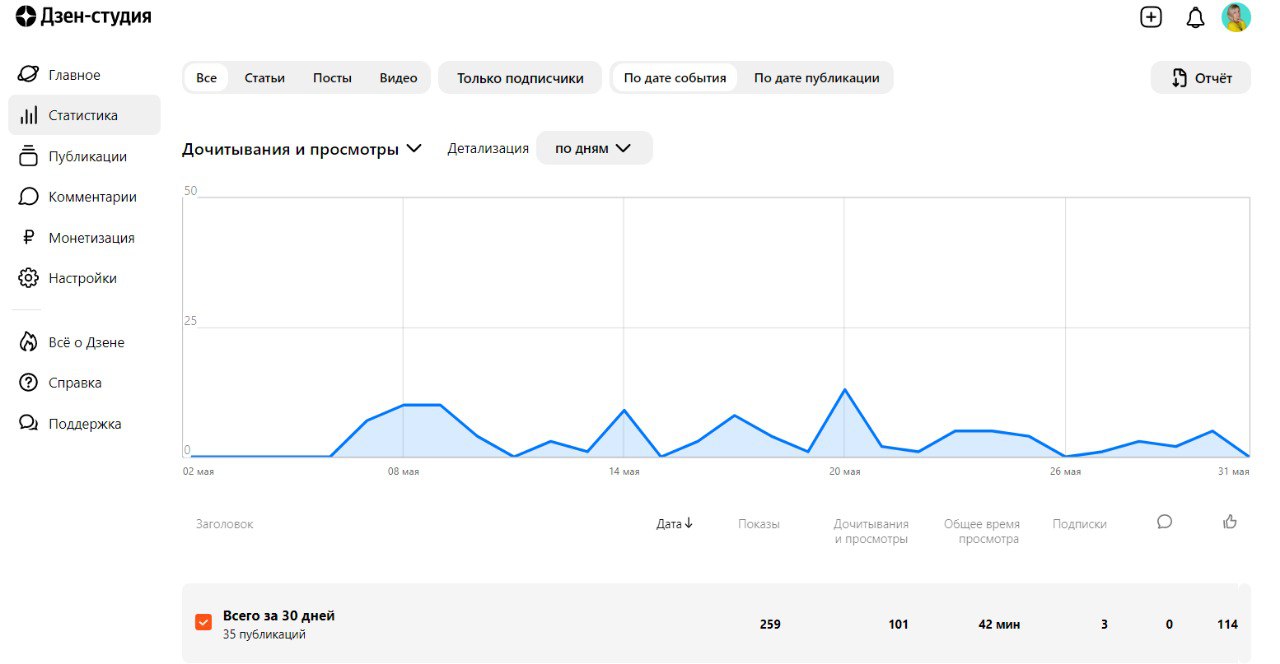 Дзен-студия
Главное
Статистика
Публикации
Комментарии
Монетизация
Настройки
Всё о Дзене
Справка
Поддержка
Все Статьи Посты Видео Только подписчики По дате события По дате публикации Отчёт
Дочитывания и просмотры Детализация по дням
50
25
0
02 мая 08 мая 14 мая 20 мая 26 мая 31 мая
Заголовок Дата Показы Дочитывания Общее время Подписки
и просмотры просмотра
Всего за 30 дней
35 публикаций
259 101 42 мин 3 0 114